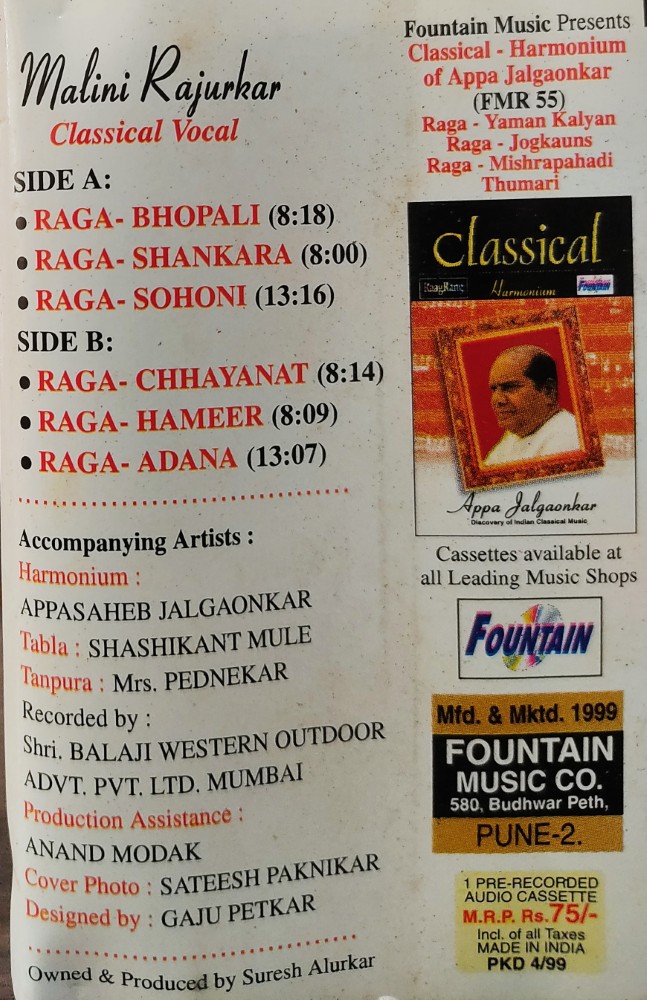 Malini Rajurkar
Classical Vocal
SIDE A:
• RAGA- BHOPALI (8:18)
• RAGA- SHANKARA (8:00)
• RAGA- SOHONI (13:16)
SIDE B:
• RAGA- CHHAYANAT (8:14)
• RAGA- HAMEER (8:09)
• RAGA- ADANA (13:07)
Accompanying Artists :
Harmonium :
APPASAHEB JALGAONKAR
Tabla : SHASHIKANT MULE
Tanpura : Mrs. PEDNEKAR
Recorded by :
Shri. BALAJI WESTERN OUTDOOR
ADVT. PVT. LTD. MUMBAI
Production Assistance :
ANAND MODAK
Cover Photo : SATEESH PAKNIKAR
Designed by : GAJU PETKAR
Owned & Produced by Suresh Alurkar
Fountain Music Presents
Classical - Harmonium
of Appa Jalgaonkar
(FMR 55)
Raga - Yaman Kalyan
Raga - Jogkauns
Raga - Mishrapahadi
Thumari
Classical
RaagRang
Harmonium
FOUNTAIN
Appa Jalgaonkar
Discovery of Indian Classical Music
Cassettes available at
all Leading Music Shops
FOUNTAIN
Mfd. & Mktd. 1999
FOUNTAIN
MUSIC CO.
580, Budhwar Peth,
PUNE-2.
1 PRE-RECORDED
AUDIO CASSETTE
M.R.P. Rs.75/-
Incl. of all Taxes
MADE IN INDIA
PKD 4/99